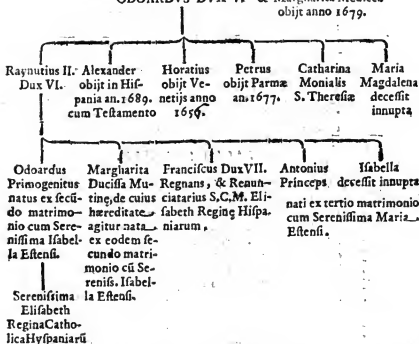 ODOARDVS DVX VI. & Margharita Medicea
obijt anno 1679.
Raynutius II.
Dux VI.
Alexander
obijt in Hiſ-
pania an. 1689.
cum Teſtamento
Horatius
obijt Ve-
netijs anno
1656.
Petrus
obijt Parmæ
an. 1677.
Catharina
Monialis
S. Thereſiæ
Maria
Magdalena
deceſſit
innupta
Odoardus
Primogenitus
natus ex ſecū-
do matrimo-
nio cum Sere-
niſſima Iſabel-
la Eſtenſi.
Margharita
Duciſſa Mu-
tinę, de cuius
hæreditate
agitur nata
ex eodem ſe-
cundo matri-
monio cū Se-
reniſs. Iſabel-
la Eſtenſi.
Franciſcus Dux VII.
Regnans, & Renun-
ciatarius S.C.M. Eli-
ſabeth Reginę Hiſpa-
niarum.
Antonius
Princeps
Iſabella
deceſſit innupta
nati ex tertio matrimonio
cum Sereniſſima Maria
Eſtenſi.
Sereniſsima
Eliſabeth
Regina Catho-
lica Hyſpaniarū